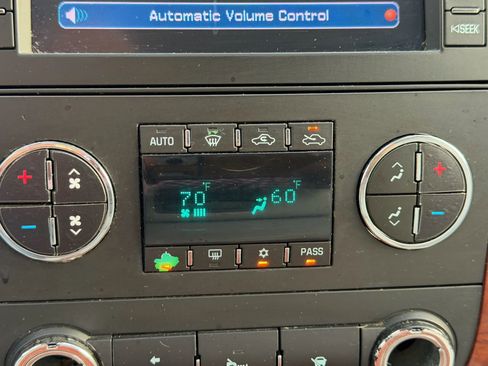 Automatic Volume Control
SEEK
AUTO
70°F 60°F
PASS